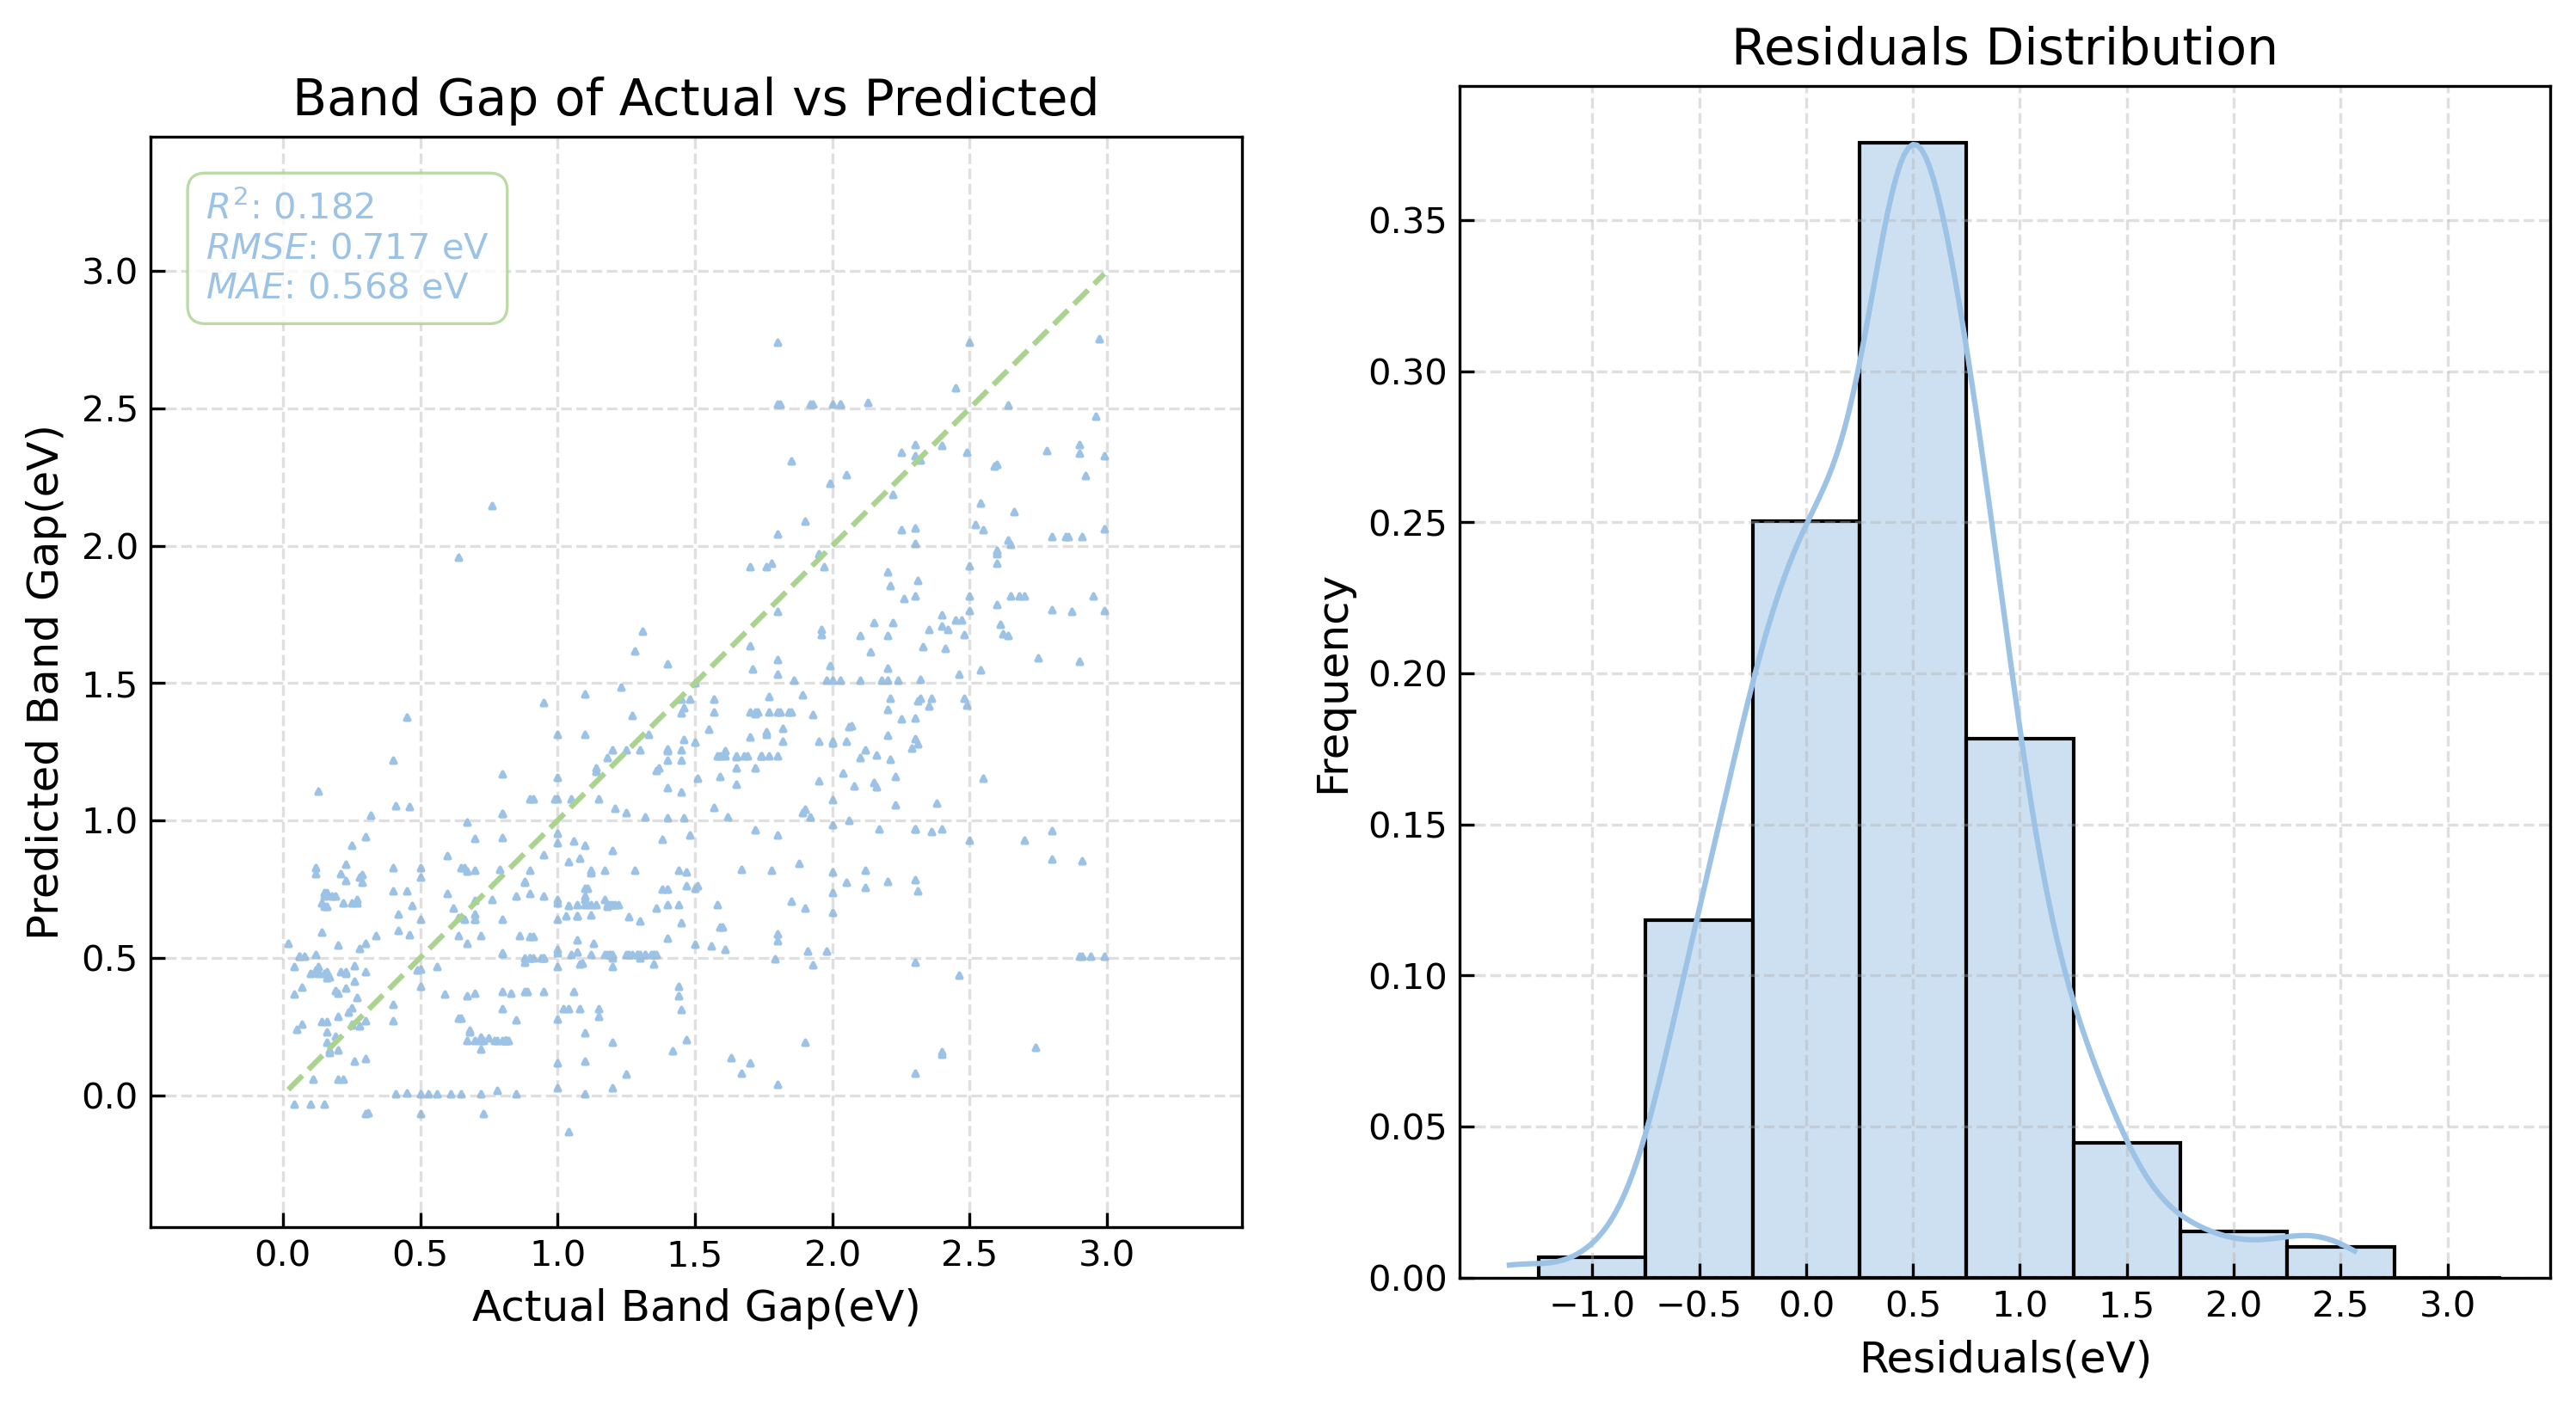 Band Gap of Actual vs Predicted
R²: 0.182
RMSE: 0.717 eV
MAE: 0.568 eV
Predicted Band Gap(eV)
3.0
2.5
2.0
1.5
1.0
0.5
0.0
0.0 0.5 1.0 1.5 2.0 2.5 3.0
Actual Band Gap(eV)
Residuals Distribution
Frequency
0.35
0.30
0.25
0.20
0.15
0.10
0.05
0.00
−1.0 −0.5 0.0 0.5 1.0 1.5 2.0 2.5 3.0
Residuals(eV)